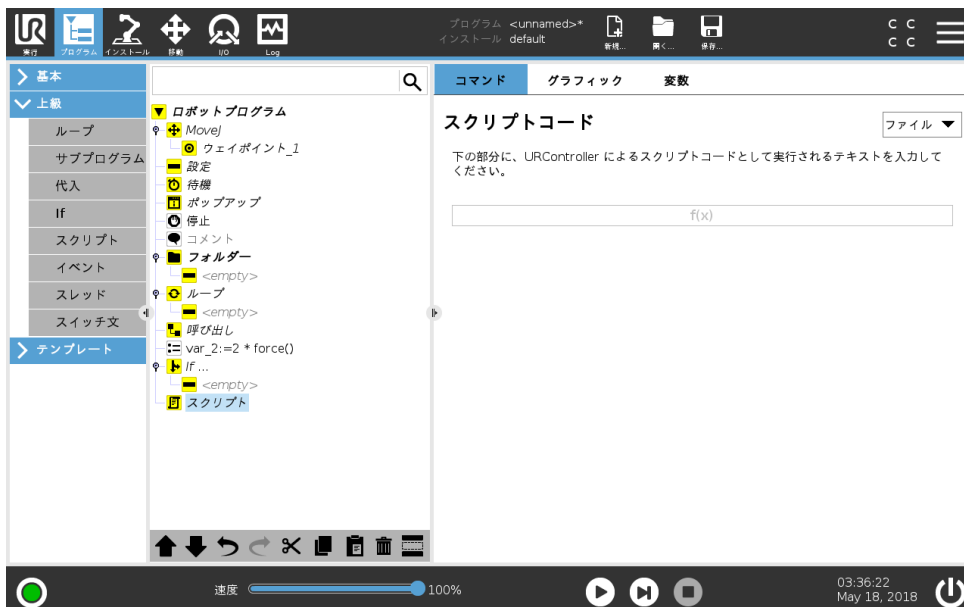 プログラム <unnamed>*
インストール default
実行
プログラム
インストール
移動
I/O
Log
新規...
開く...
保存...
C C
C C
基本
上級
ループ
サブプログラム
代入
If
スクリプト
イベント
スレッド
スイッチ文
テンプレート
ロボットプログラム
MoveJ
ウェイポイント_1
設定
待機
ポップアップ
停止
コメント
フォルダー
<empty>
ループ
<empty>
呼び出し
var_2:=2 * force()
If ...
<empty>
スクリプト
コマンド
グラフィック
変数
スクリプトコード
ファイル
下の部分に、URController によるスクリプトコードとして実行されるテキストを入力して
ください。
f(x)
速度
100%
03:36:22
May 18, 2018